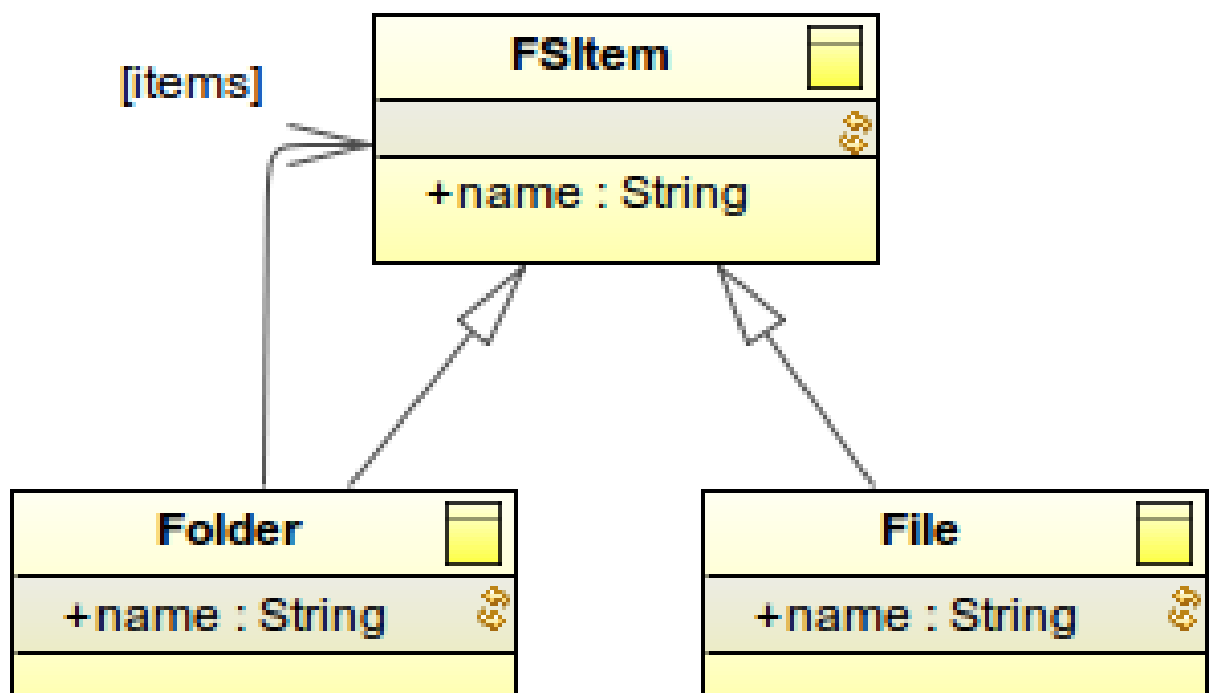 FSItem
[items]
+name : String
Folder
File
+name : String
+name : String